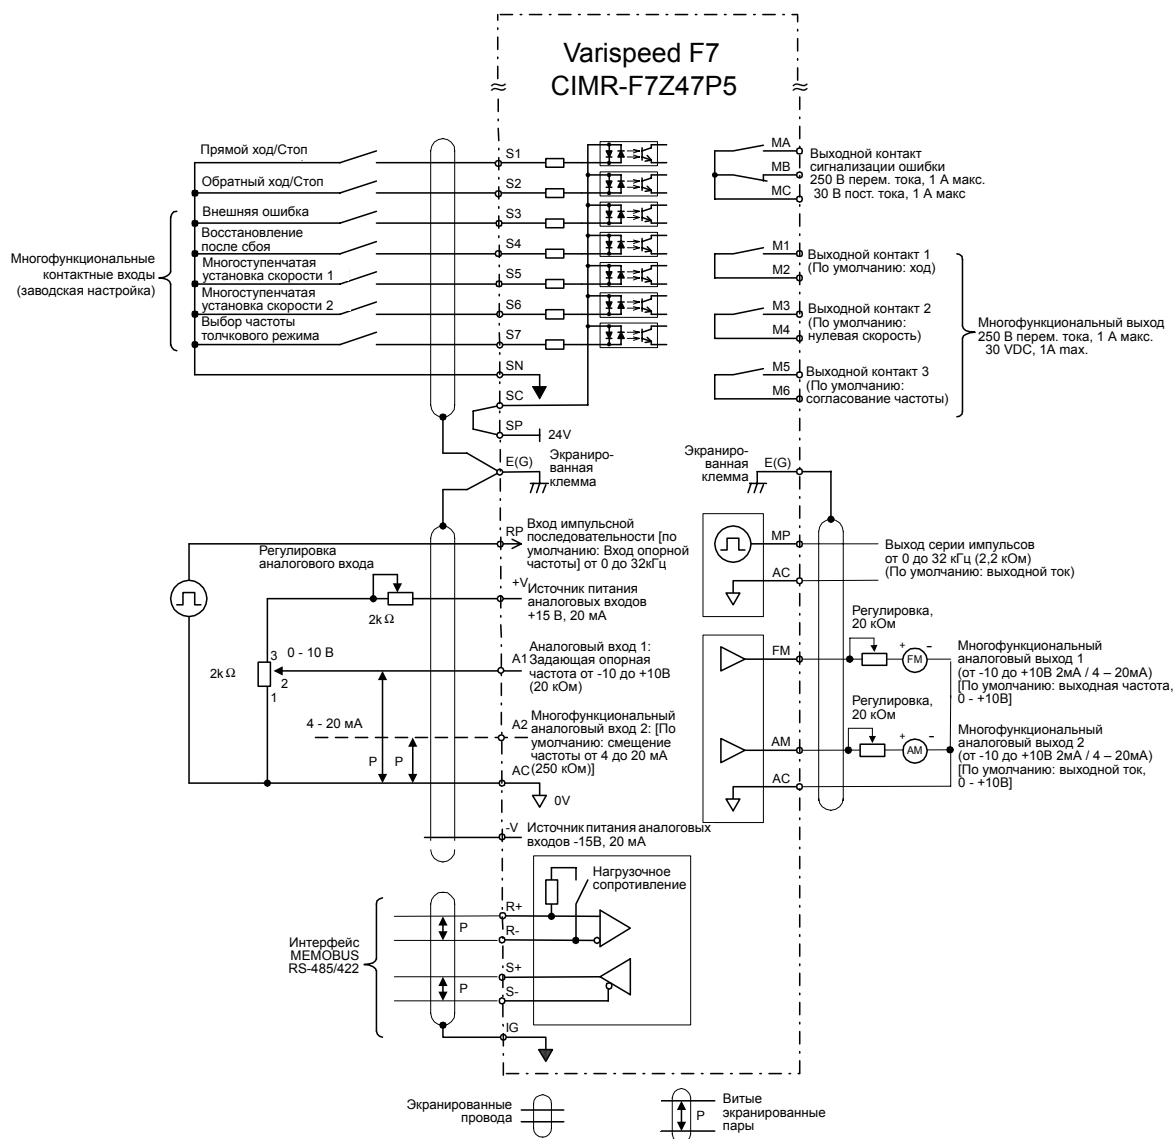 Varispeed F7
CIMR-F7Z47P5
Прямой ход/Стоп
S1
Обратный ход/Стоп
S2
Внешняя ошибка
S3
Восстановление
после сбоя
S4
Многоступенчатая
установка скорости 1
S5
Многоступенчатая
установка скорости 2
S6
Выбор частоты
толчкового режима
S7
Многофункциональные
контактные входы
(заводская настройка)
SN
SC
SP
24V
E(G)
Экраниро-
ванная
клемма
MA
MB
MC
Выходной контакт
сигнализации ошибки
250 В перем. тока, 1 А макс.
30 В пост. тока, 1 А макс
M1
M2
Выходной контакт 1
(По умолчанию: ход)
M3
M4
Выходной контакт 2
(По умолчанию:
нулевая скорость)
M5
M6
Выходной контакт 3
(По умолчанию:
согласование частоты)
Многофункциональный выход
250 В перем. тока, 1 А макс.
30 VDC, 1A max.
Экраниро-
ванная
клемма
E(G)
RP
Вход импульсной
последовательности [по
умолчанию: Вход опорной
частоты] от 0 до 32кГц
Регулировка
аналогового входа
2k Ω
+V
Источник питания
аналоговых входов
+15 В, 20 мА
2k Ω
3
2
1
0 - 10 В
A1
Аналоговый вход 1:
Задающая опорная
частота от -10 до +10В
(20 кОм)
4 - 20 мА
P
P
A2
Многофункциональный
аналоговый вход 2: [По
умолчанию: смещение
частоты от 4 до 20 мА
(250 кОм)]
AC
0V
-V
Источник питания аналоговых
входов -15В, 20 мА
MP
AC
Выход серии импульсов
от 0 до 32 кГц (2,2 кОм)
(По умолчанию: выходной ток)
Регулировка,
20 кОм
FM
+
FM
−
Многофункциональный
аналоговый выход 1
(от -10 до +10В 2мА / 4 – 20мА)
[По умолчанию: выходная частота,
0 - +10В]
Регулировка,
20 кОм
AM
+
AM
−
AC
Многофункциональный
аналоговый выход 2
(от -10 до +10В 2мА / 4 – 20мА)
[По умолчанию: выходной ток,
0 - +10В]
Нагрузочное
сопротивление
Интерфейс
MEMOBUS
RS-485/422
P
R+
R-
P
S+
S-
IG
Экранированные
провода
P
Витые
экранированные
пары